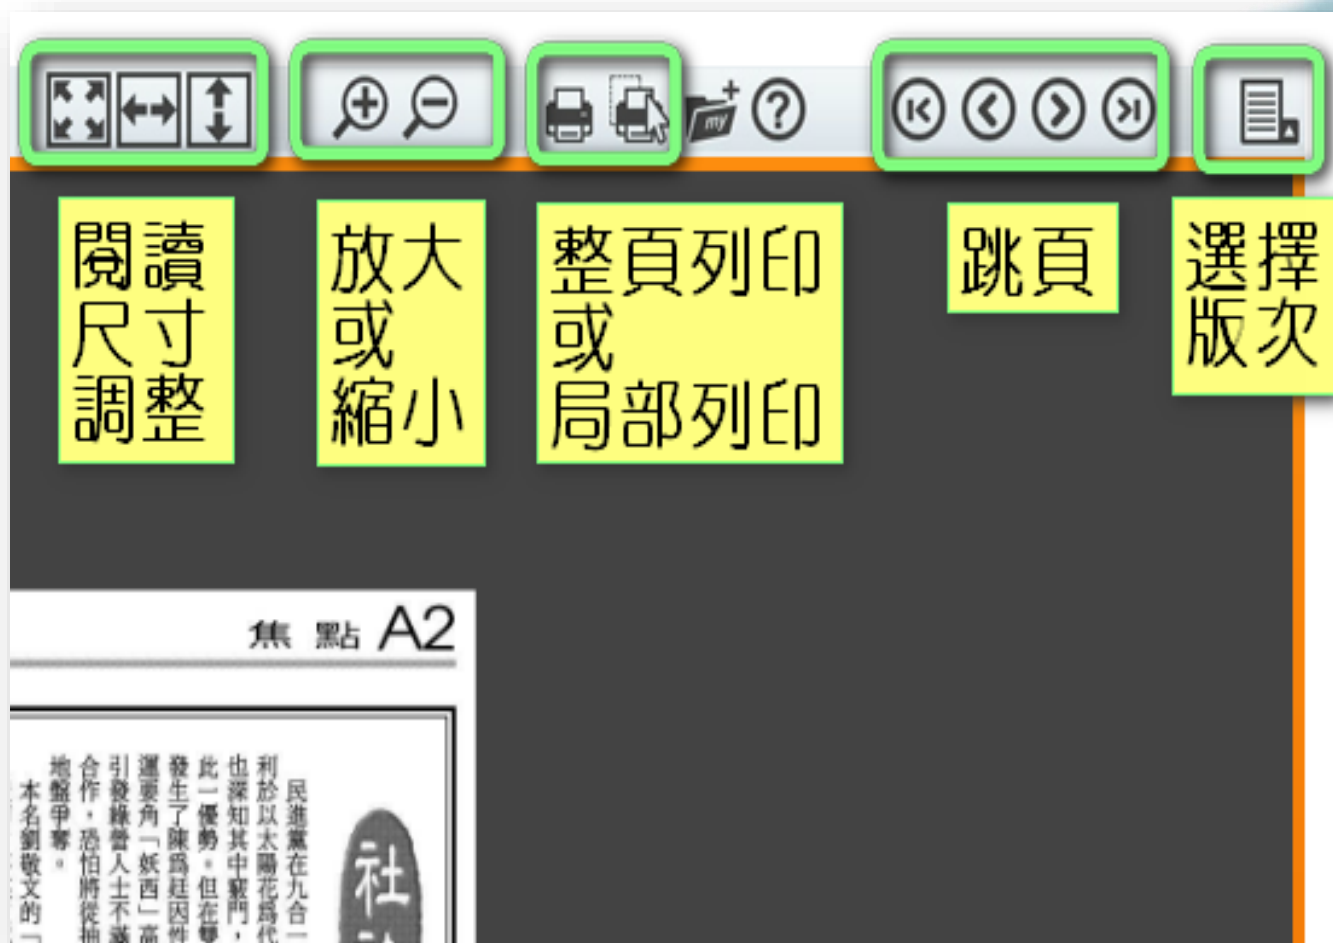 my
閱讀
尺寸
調整
放大
或
縮小
整頁列印
或
局部列印
跳頁
選擇
版次
焦點 A2
社
民進黨在九合一
利於以太陽花為代
也深知其中竅門，
此一優勢。但在雙
發生了陳為廷因性
運要角「妖西」高
引發綠營人士不滿
合作，恐怕將從抽
地盤爭奪。
本名劉敬文的「